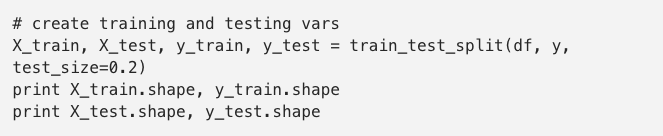 # create training and testing vars
X_train, X_test, y_train, y_test = train_test_split(df, y,
test_size=0.2)
print X_train.shape, y_train.shape
print X_test.shape, y_test.shape